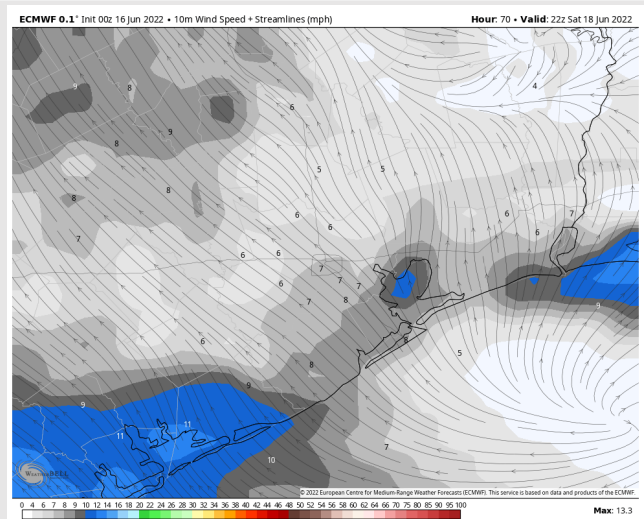 ECMWF 0.1° Init 00z 16 Jun 2022 • 10m Wind Speed + Streamlines (mph) Hour: 70 • Valid: 22z Sat 18 Jun 2022
9 8 4
6
8 9
5 5
8 8
6 6 7
7 6 6
6 6
7
6 7 7
7 8 9
6 8 5
8
9
9
11 11
7
10
WEATHERBELL
© 2022 European Centre for Medium-Range Weather Forecasts (ECMWF). This service is based on data and products of the ECMWF.
0 4 6 7 8 9 10 12 14 16 18 20 22 24 26 28 30 32 34 36 38 40 42 44 46 48 50 52 54 56 58 60 65 70 75 80 85 90 95 100 Max: 13.3